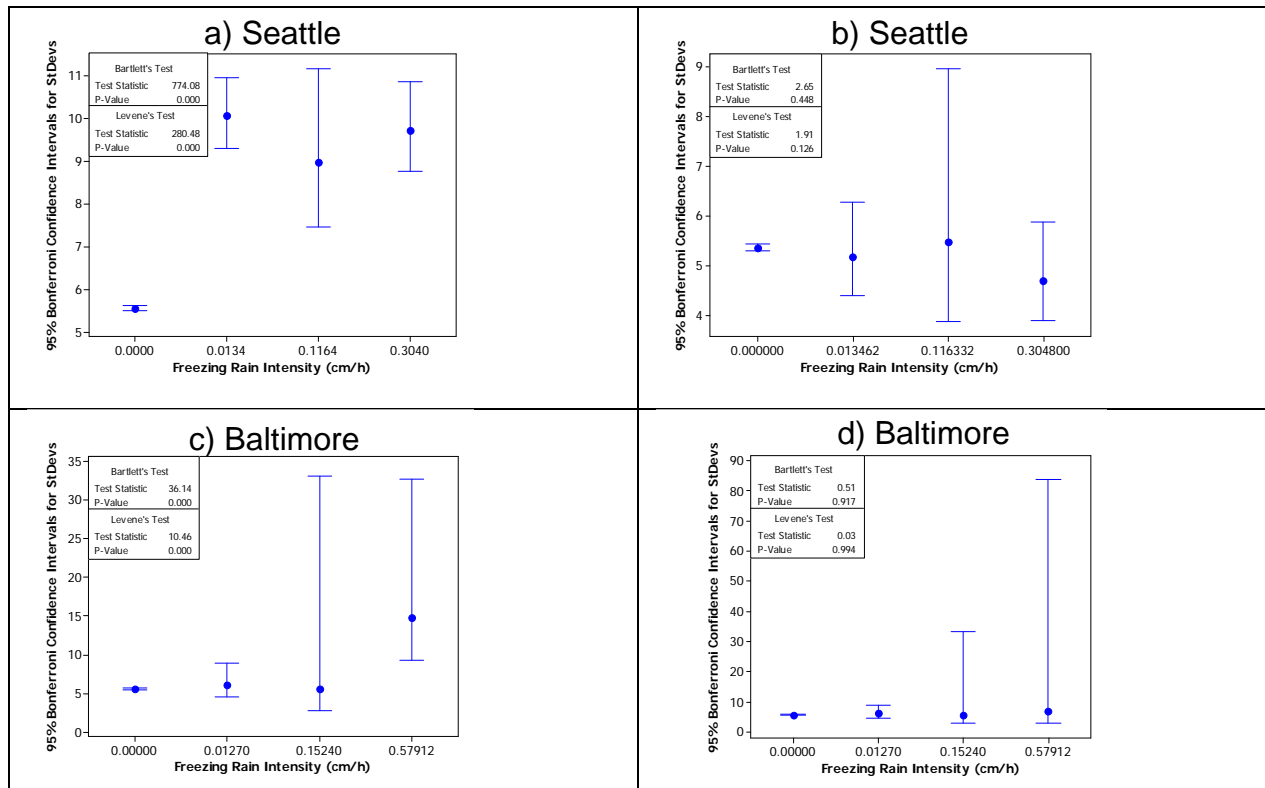 a) Seattle
95% Bonferroni Confidence Intervals for StDevs
Bartlett's Test
Test Statistic 774.08
P-Value 0.000
Levene's Test
Test Statistic 280.48
P-Value 0.000
11
10
9
8
7
6
5
0.0000 0.0134 0.1164 0.3040
Freezing Rain Intensity (cm/h)
b) Seattle
95% Bonferroni Confidence Intervals for StDevs
Bartlett's Test
Test Statistic 2.65
P-Value 0.448
Levene's Test
Test Statistic 1.91
P-Value 0.126
9
8
7
6
5
4
0.000000 0.013462 0.116332 0.304800
Freezing Rain Intensity (cm/h)
c) Baltimore
95% Bonferroni Confidence Intervals for StDevs
Bartlett's Test
Test Statistic 36.14
P-Value 0.000
Levene's Test
Test Statistic 10.46
P-Value 0.000
35
30
25
20
15
10
5
0
0.00000 0.01270 0.15240 0.57912
Freezing Rain Intensity (cm/h)
d) Baltimore
95% Bonferroni Confidence Intervals for StDevs
Bartlett's Test
Test Statistic 0.51
P-Value 0.917
Levene's Test
Test Statistic 0.03
P-Value 0.994
90
80
70
60
50
40
30
20
10
0
0.00000 0.01270 0.15240 0.57912
Freezing Rain Intensity (cm/h)